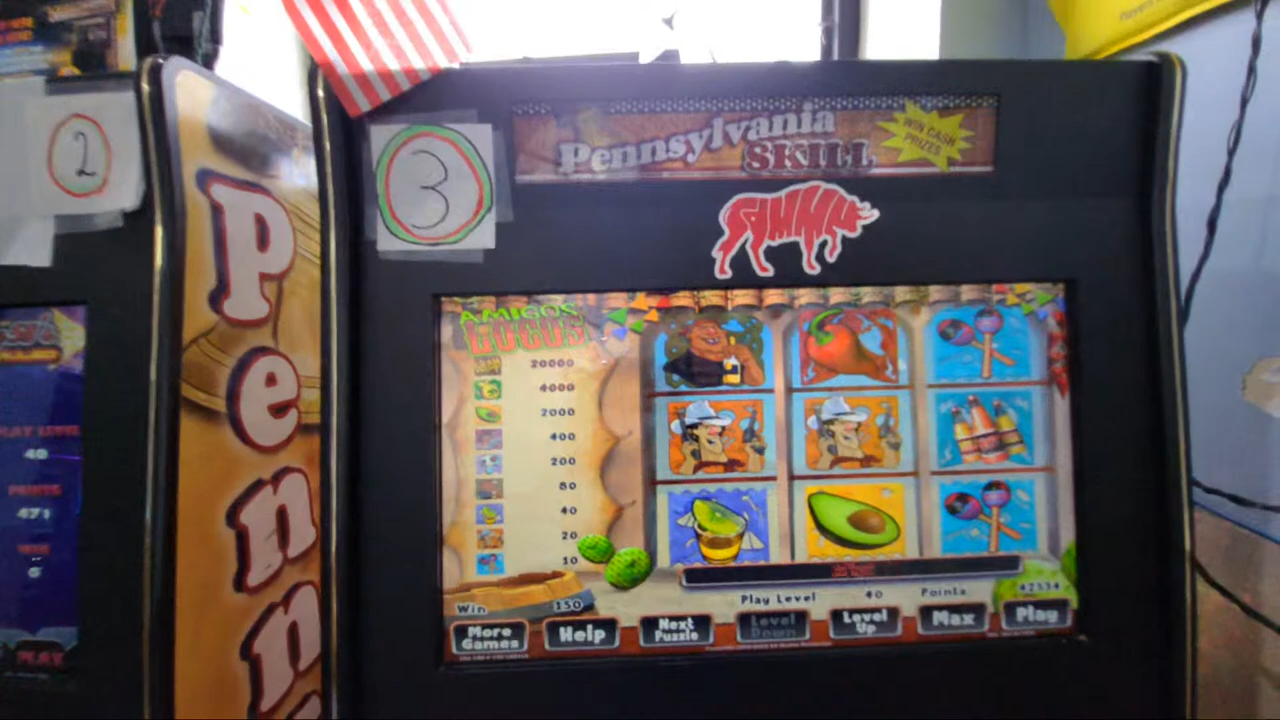 2
3
Pennsylvania
SKILL
WIN CASH
PRIZES
Penn
AMIGOS
LOCOS
20000
4000
2000
400
200
80
40
20
10
Win 150
Play Level 40 Points 42534
More
Games
Help
Next
Puzzle
Level
Down
Level
Up
Max
Play
PLAY LEVEL
40
POINTS
471
PLAY